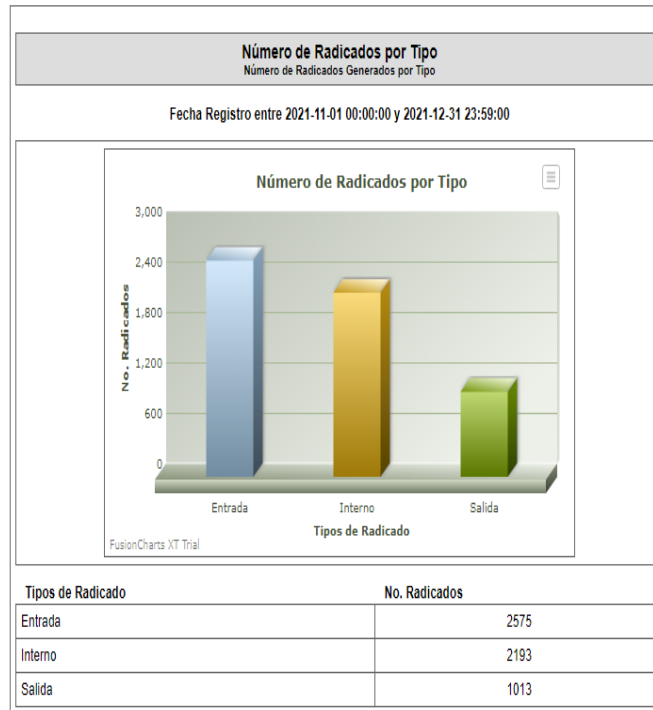 Número de Radicados por Tipo
Número de Radicados Generados por Tipo
Fecha Registro entre 2021-11-01 00:00:00 y 2021-12-31 23:59:00
Número de Radicados por Tipo
3,000
2,400
1,800
1,200
600
0
No. Radicados
Entrada Interno Salida
Tipos de Radicado
FusionCharts XT Trial
Tipos de Radicado No. Radicados
Entrada 2575
Interno 2193
Salida 1013